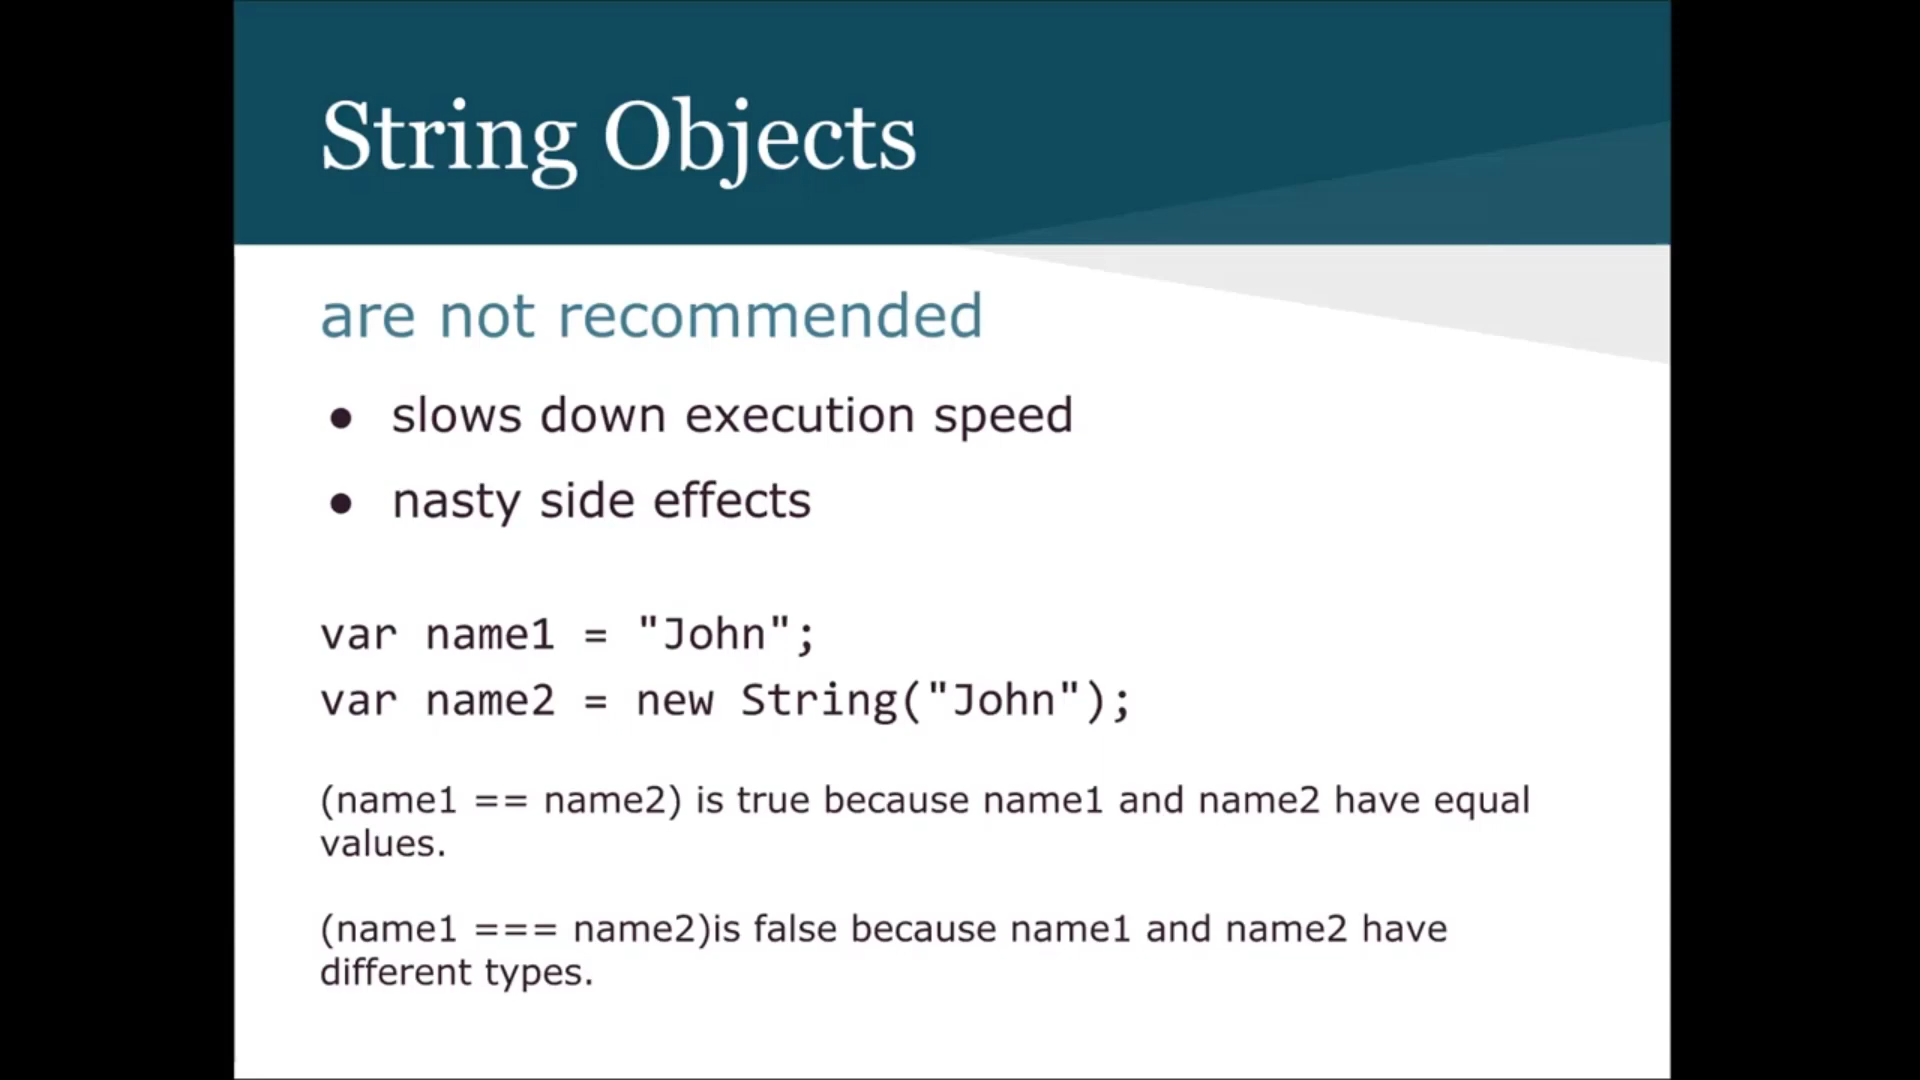 String Objects
are not recommended
● slows down execution speed
● nasty side effects
var name1 = "John";
var name2 = new String("John");
(name1 == name2) is true because name1 and name2 have equal
values.
(name1 === name2)is false because name1 and name2 have
different types.